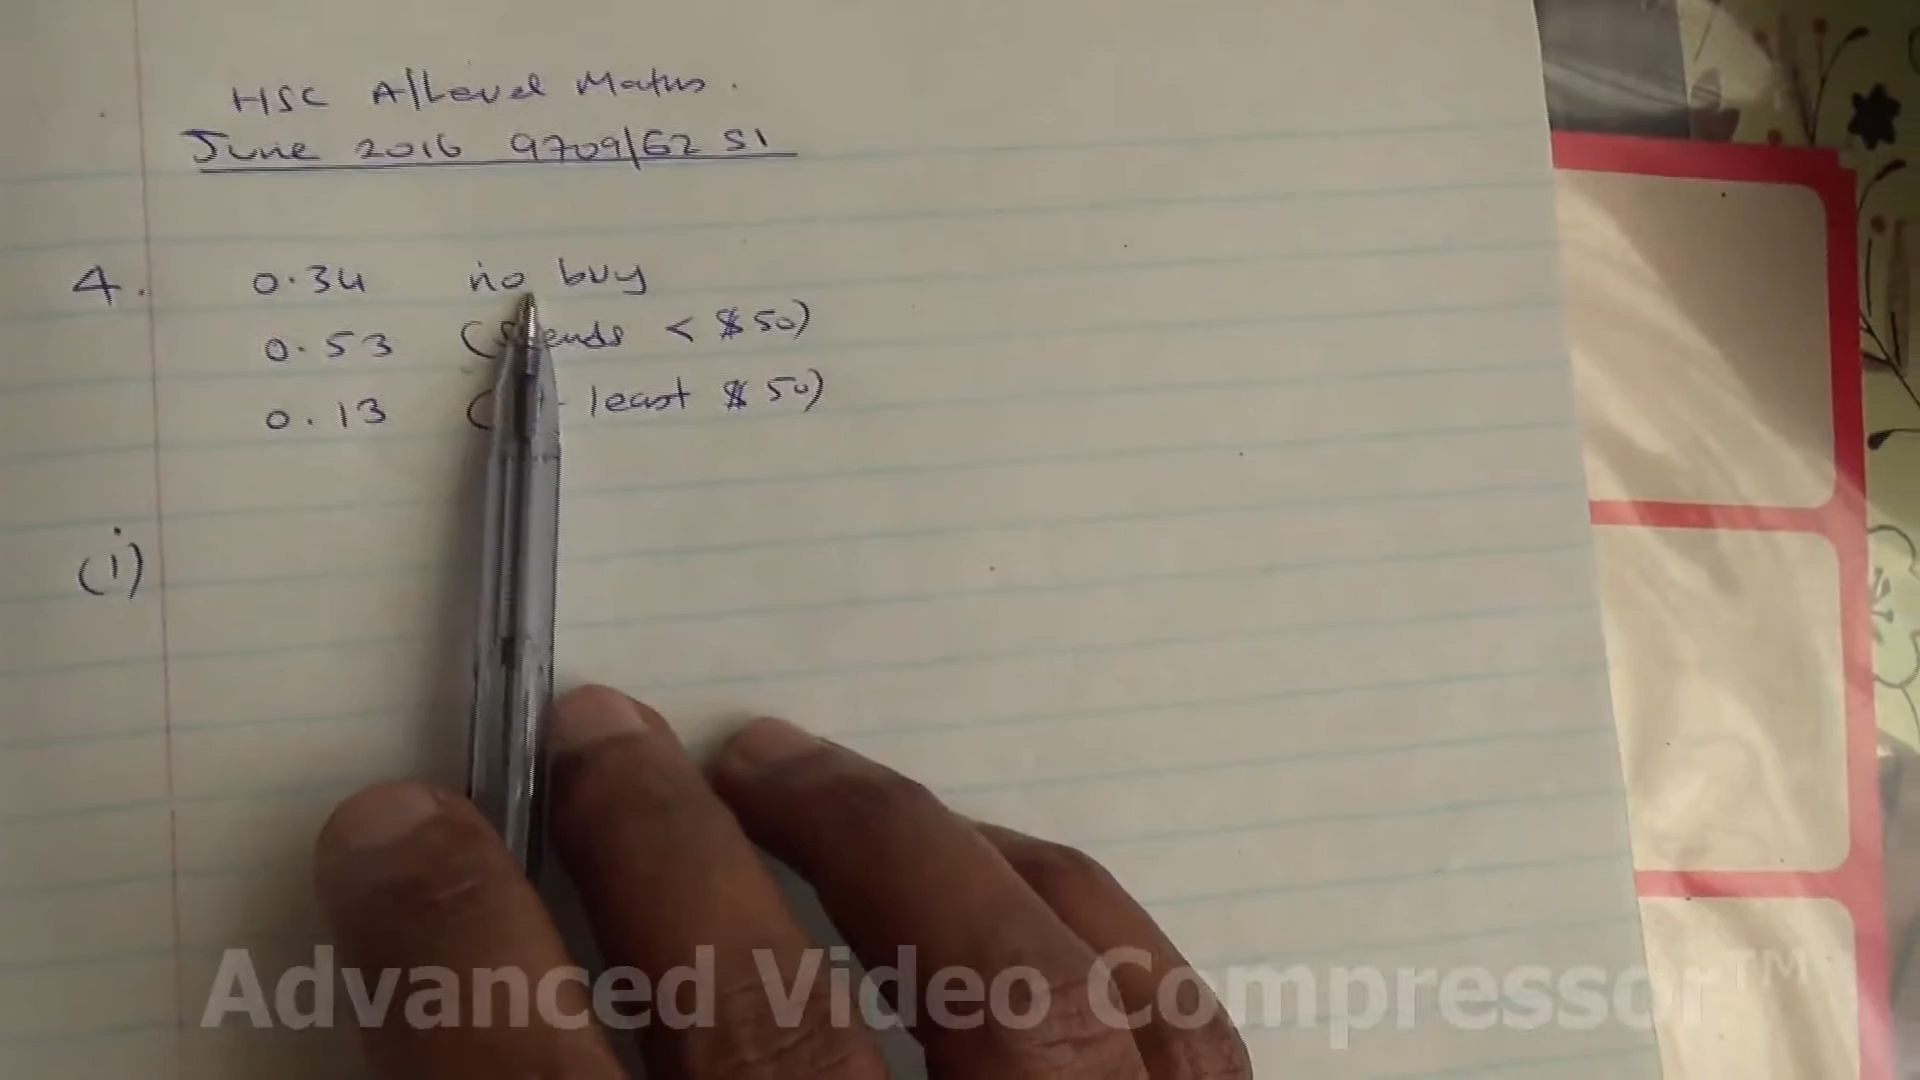 HSC A/Level Maths.
June 2016 9709/62 S1
4. 0.34 no buy
0.53 (Spends < $50)
0.13 ( least $50)
(i)
Advanced Video Compressor™